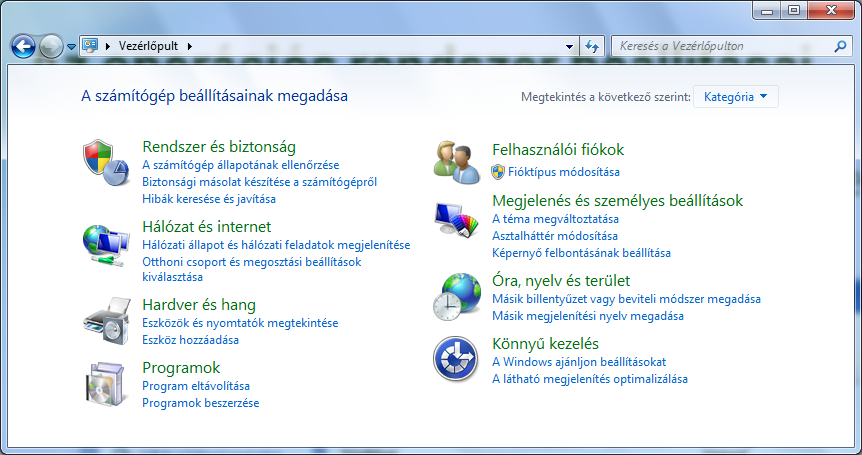 operációs rendszer beállításai
Vezérlőpult
Keresés a Vezérlőpulton
A számítógép beállításainak megadása
Megtekintés a következő szerint: Kategória
Rendszer és biztonság
A számítógép állapotának ellenőrzése
Biztonsági másolat készítése a számítógépről
Hibák keresése és javítása
Hálózat és internet
Hálózati állapot és hálózati feladatok megjelenítése
Otthoni csoport és megosztási beállítások
kiválasztása
Hardver és hang
Eszközök és nyomtatók megtekintése
Eszköz hozzáadása
Programok
Program eltávolítása
Programok beszerzése
Felhasználói fiókok
Fióktípus módosítása
Megjelenés és személyes beállítások
A téma megváltoztatása
Asztalháttér módosítása
Képernyő felbontásának beállítása
Óra, nyelv és terület
Másik billentyűzet vagy beviteli módszer megadása
Másik megjelenítési nyelv megadása
Könnyű kezelés
A Windows ajánljon beállításokat
A látható megjelenítés optimalizálása